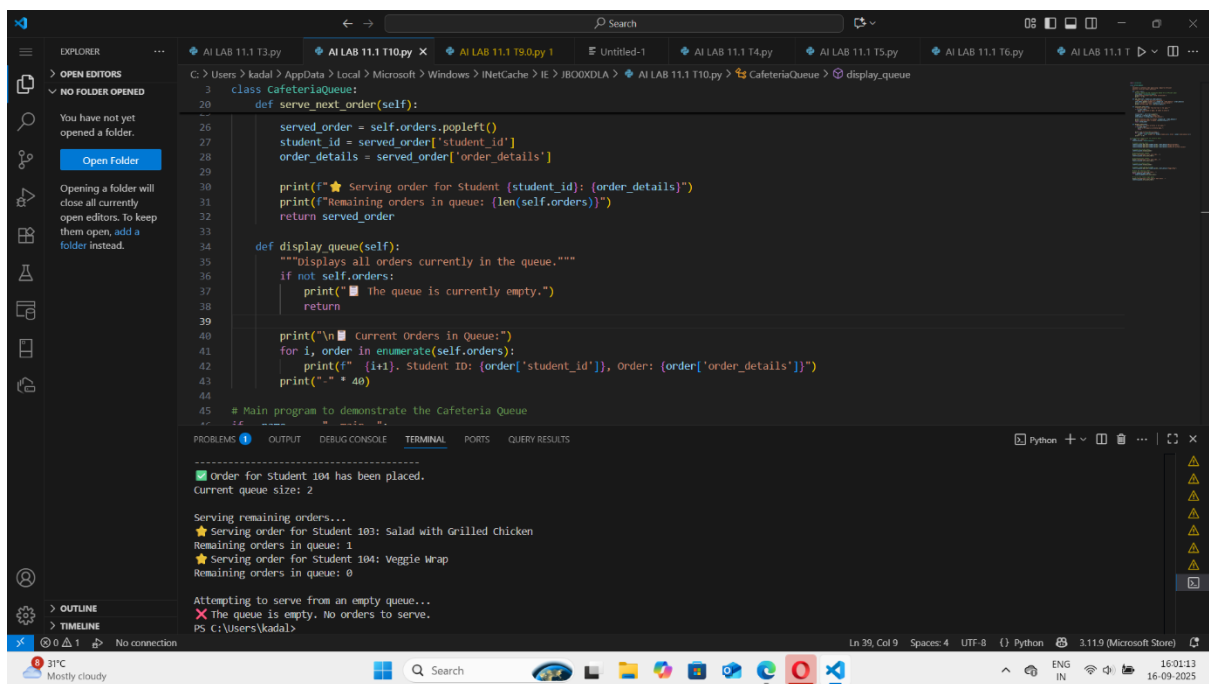 Search
EXPLORER ...
AI LAB 11.1 T3.py
AI LAB 11.1 T10.py
AI LAB 11.1 T9.0.py 1
Untitled-1
AI LAB 11.1 T4.py
AI LAB 11.1 T5.py
AI LAB 11.1 T6.py
AI LAB 11.1 T
OPEN EDITORS
NO FOLDER OPENED
You have not yet
opened a folder.
Open Folder
Opening a folder will
close all currently
open editors. To keep
them open, add a
folder instead.
OUTLINE
TIMELINE
C: > Users > kadal > AppData > Local > Microsoft > Windows > INetCache > IE > JBO0XDLA > AI LAB 11.1 T10.py > CafeteriaQueue > display_queue
3 class CafeteriaQueue:
20 def serve_next_order(self):
26 served_order = self.orders.popleft()
27 student_id = served_order['student_id']
28 order_details = served_order['order_details']
29
30 print(f"⭐ Serving order for Student {student_id}: {order_details}")
31 print(f"Remaining orders in queue: {len(self.orders)}")
32 return served_order
33
34 def display_queue(self):
35 """Displays all orders currently in the queue."""
36 if not self.orders:
37 print("📋 The queue is currently empty.")
38 return
39
40 print("\n📋 Current Orders in Queue:")
41 for i, order in enumerate(self.orders):
42 print(f" {i+1}. Student ID: {order['student_id']}, Order: {order['order_details']}")
43 print("-" * 40)
44
45 # Main program to demonstrate the Cafeteria Queue
PROBLEMS 1 OUTPUT DEBUG CONSOLE TERMINAL PORTS QUERY RESULTS
Python
----------------------------------------
✅ Order for Student 104 has been placed.
Current queue size: 2
Serving remaining orders...
⭐ Serving order for Student 103: Salad with Grilled Chicken
Remaining orders in queue: 1
⭐ Serving order for Student 104: Veggie Wrap
Remaining orders in queue: 0
Attempting to serve from an empty queue...
❌ The queue is empty. No orders to serve.
PS C:\Users\kadal>
0 1 No connection
Ln 39, Col 9 Spaces: 4 UTF-8 {} Python 3.11.9 (Microsoft Store)
8
31°C
Mostly cloudy
Search
ENG
IN
16:01:13
16-09-2025